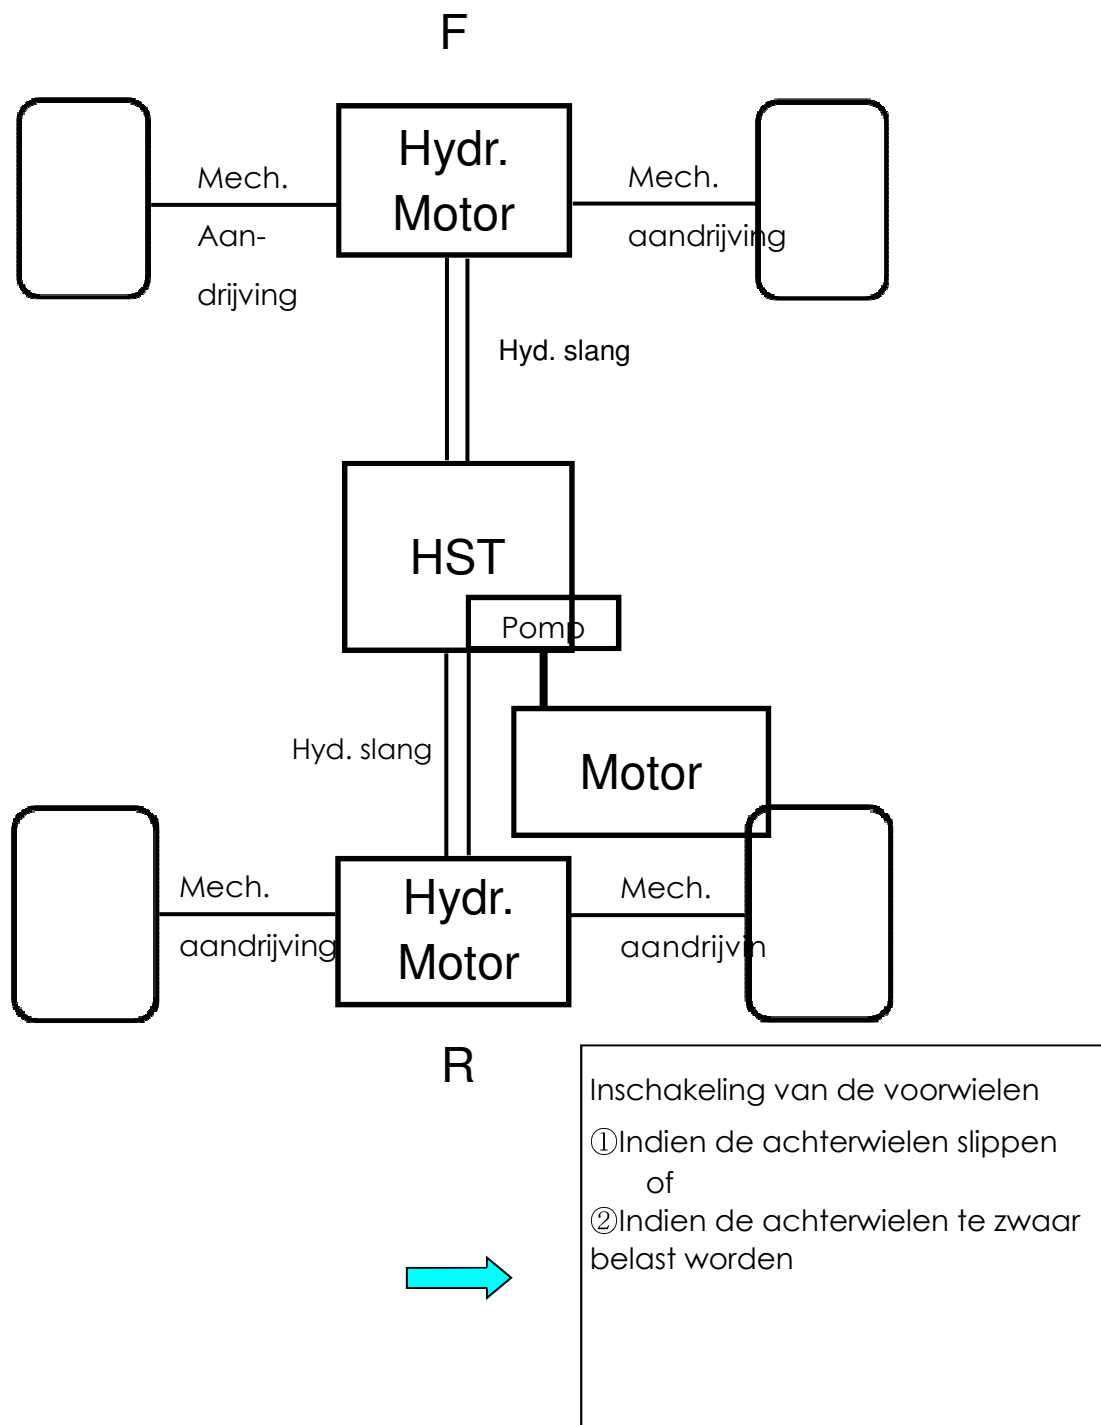 F
Hydr.
Motor
Mech.
Aan-
drijving
Mech.
aandrijving
Hyd. slang
HST
Pomp
Hyd. slang
Motor
Mech.
aandrijving
Hydr.
Motor
Mech.
aandrijvin
R
Inschakeling van de voorwielen
①Indien de achterwielen slippen
of
②Indien de achterwielen te zwaar
belast worden